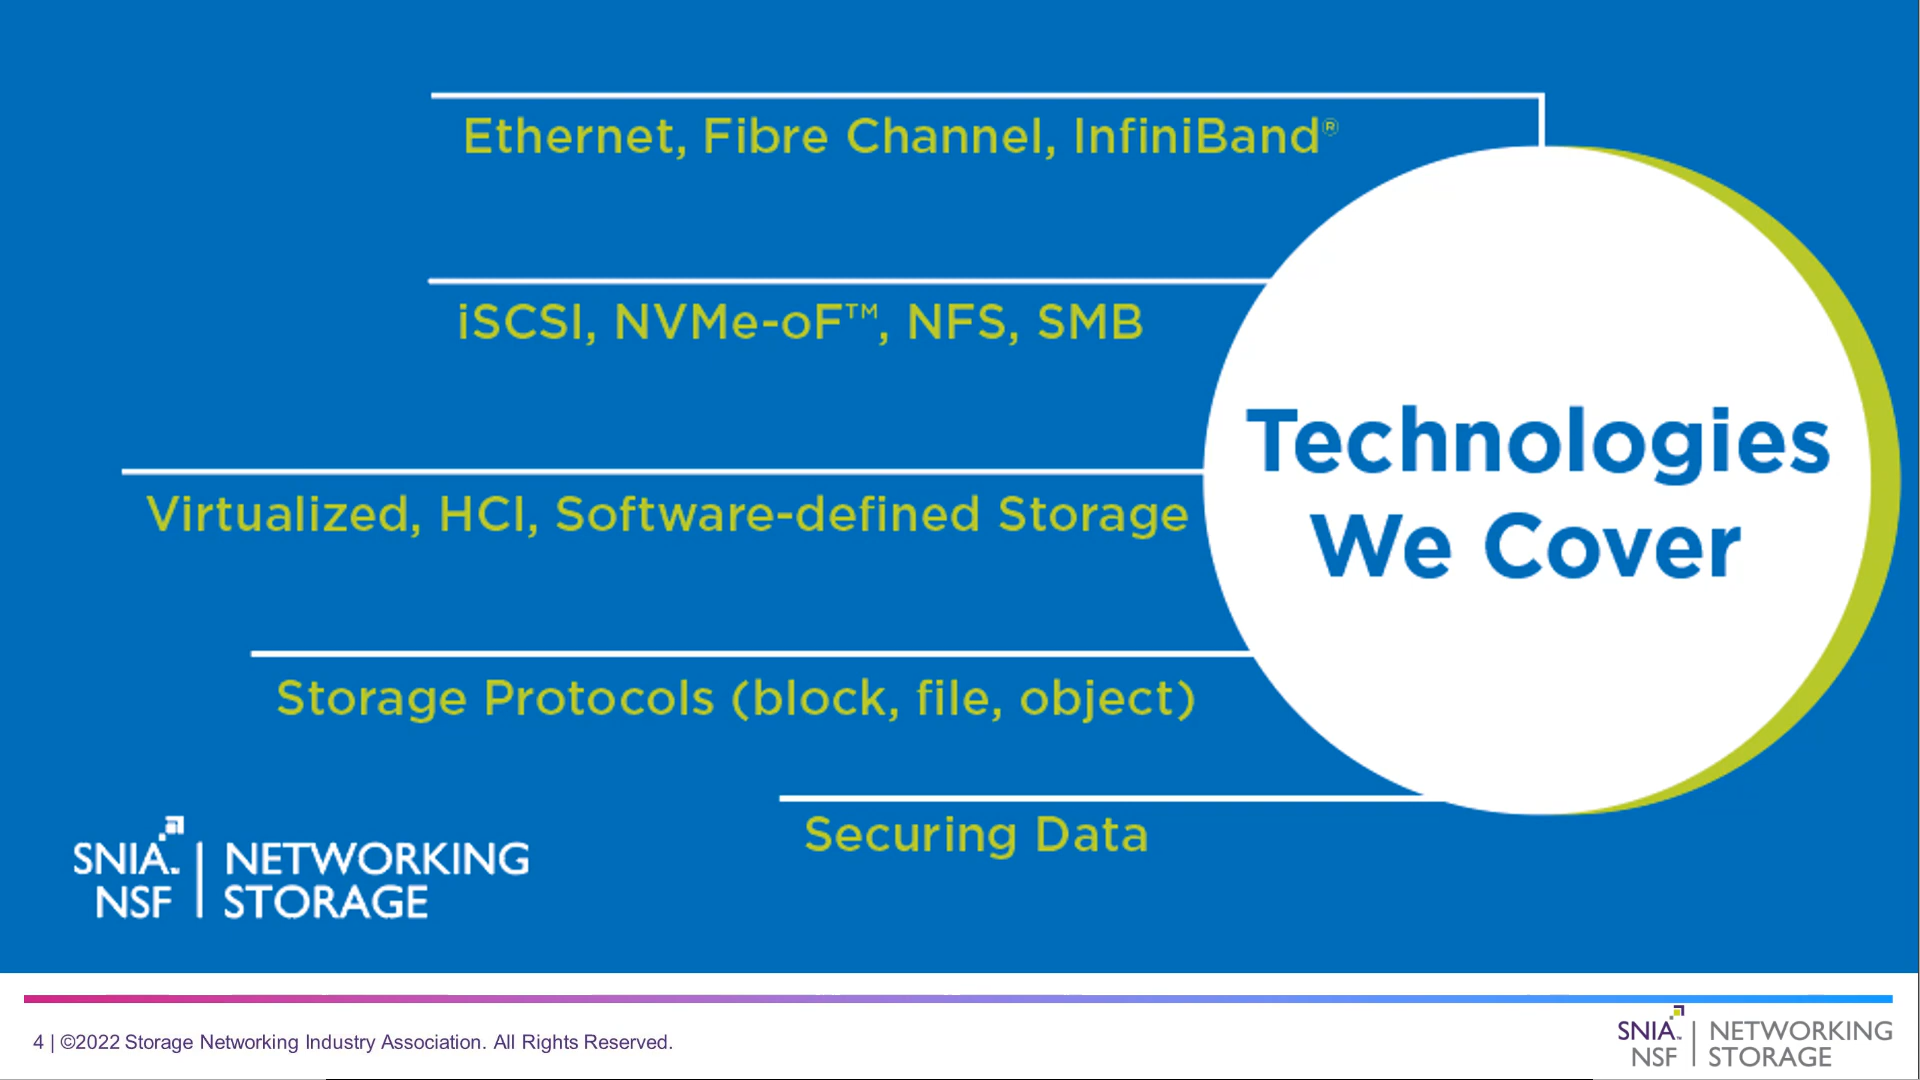 Ethernet, Fibre Channel, InfiniBand®
iSCSI, NVMe-oF™, NFS, SMB
Virtualized, HCI, Software-defined Storage
Storage Protocols (block, file, object)
Securing Data
Technologies
We Cover
SNIA™ | NETWORKING
NSF | STORAGE
4 | ©2022 Storage Networking Industry Association. All Rights Reserved.
SNIA™ | NETWORKING
NSF | STORAGE